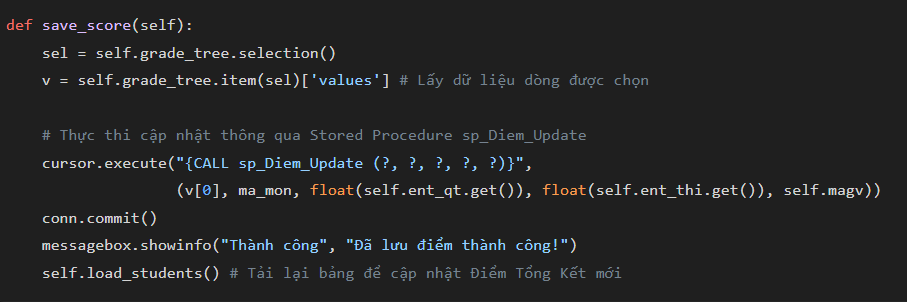 def save_score(self):
    sel = self.grade_tree.selection()
    v = self.grade_tree.item(sel)['values'] # Lấy dữ liệu dòng được chọn

    # Thực thi cập nhật thông qua Stored Procedure sp_Diem_Update
    cursor.execute("{CALL sp_Diem_Update (?, ?, ?, ?, ?)}",
                   (v[0], ma_mon, float(self.ent_qt.get()), float(self.ent_thi.get()), self.magv))
    conn.commit()
    messagebox.showinfo("Thành công", "Đã lưu điểm thành công!")
    self.load_students() # Tải lại bảng để cập nhật Điểm Tổng Kết mới